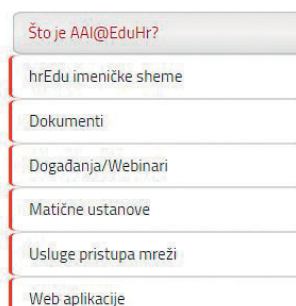 Što je AAI@EduHr?
hrEdu imeničke sheme
Dokumenti
Događanja/Webinari
Matične ustanove
Usluge pristupa mreži
Web aplikacije